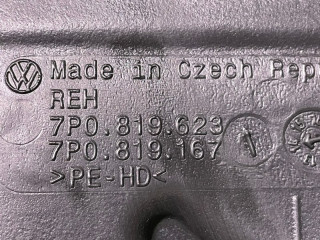 Made in Czech Rep
REH
7P0.819.623
7P0.819.167
>PE-HD<